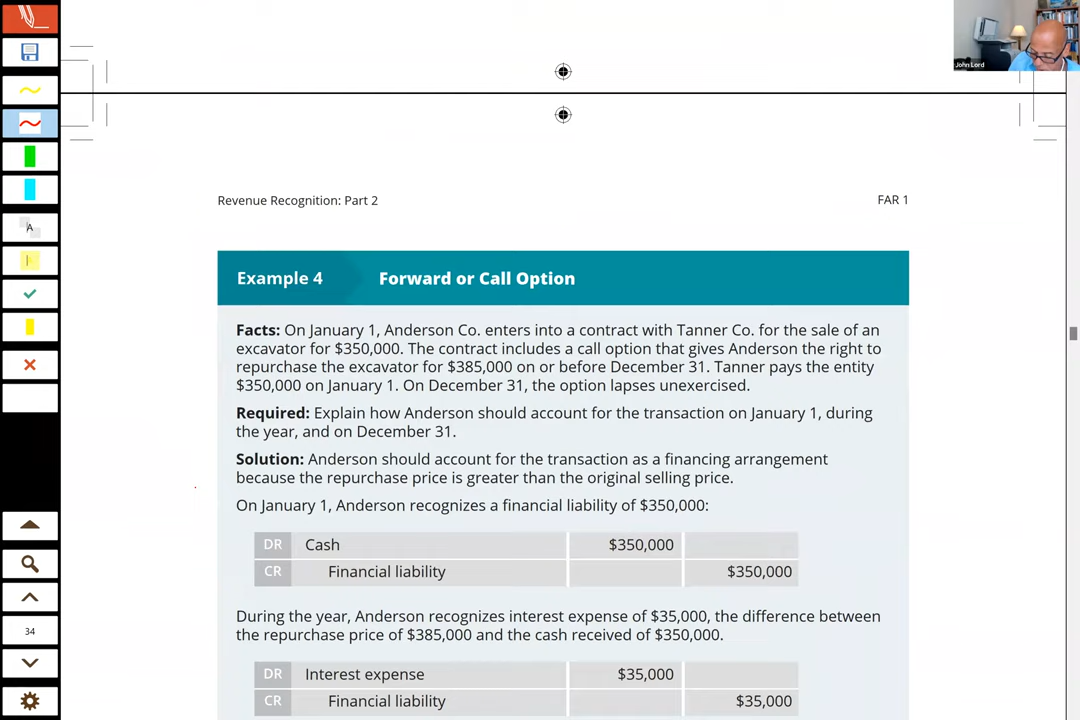 John Lord
Revenue Recognition: Part 2
FAR 1
Example 4
Forward or Call Option
Facts: On January 1, Anderson Co. enters into a contract with Tanner Co. for the sale of an
excavator for $350,000. The contract includes a call option that gives Anderson the right to
repurchase the excavator for $385,000 on or before December 31. Tanner pays the entity
$350,000 on January 1. On December 31, the option lapses unexercised.
Required: Explain how Anderson should account for the transaction on January 1, during
the year, and on December 31.
Solution: Anderson should account for the transaction as a financing arrangement
because the repurchase price is greater than the original selling price.
On January 1, Anderson recognizes a financial liability of $350,000:
DR Cash $350,000
CR Financial liability $350,000
During the year, Anderson recognizes interest expense of $35,000, the difference between
the repurchase price of $385,000 and the cash received of $350,000.
DR Interest expense $35,000
CR Financial liability $35,000
A
34